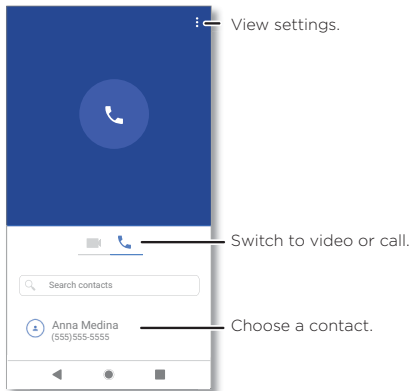 View settings.
Switch to video or call.
Search contacts
Anna Medina
(555)555-5555
Choose a contact.